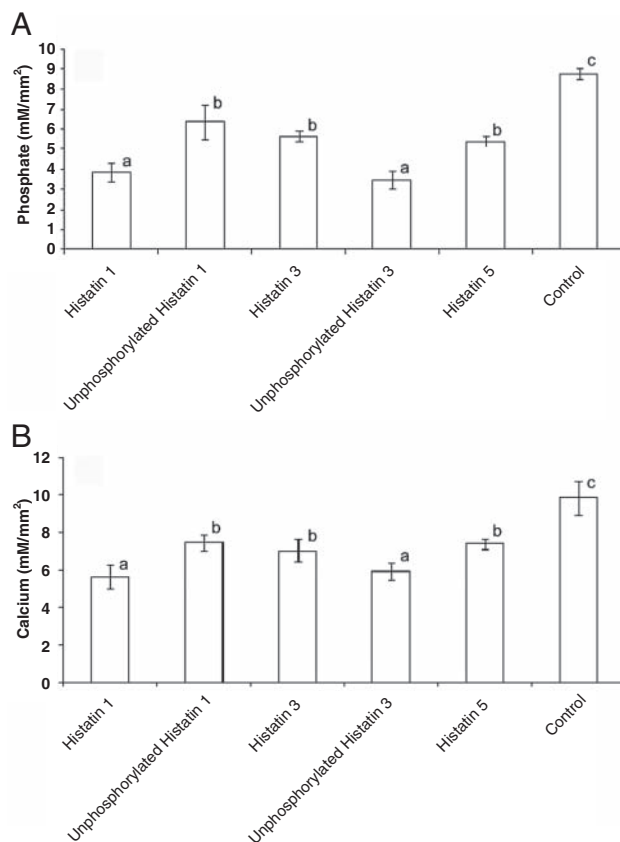 A
Phosphate (mM/mm²)
10
9
8
7
6
5
4
3
2
1
0
a
b
b
a
b
c
Histatin 1
Unphosphorylated Histatin 1
Histatin 3
Unphosphorylated Histatin 3
Histatin 5
Control
B
Calcium (mM/mm²)
12
10
8
6
4
2
0
a
b
b
a
b
c
Histatin 1
Unphosphorylated Histatin 1
Histatin 3
Unphosphorylated Histatin 3
Histatin 5
Control